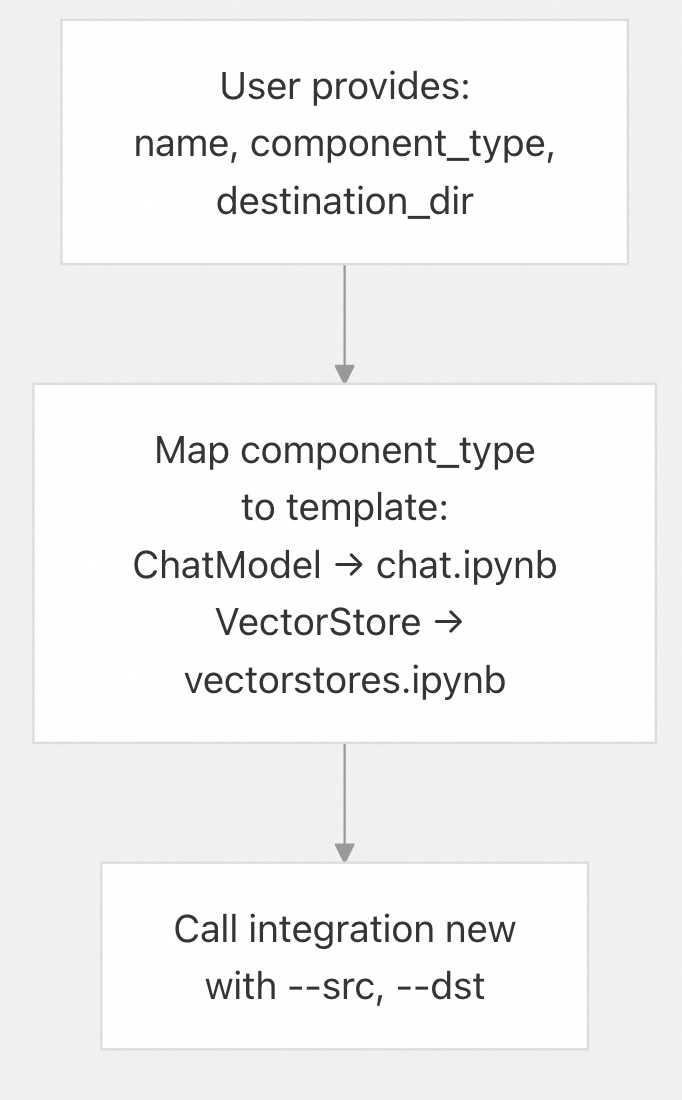 User provides:
name, component_type,
destination_dir
Map component_type
to template:
ChatModel → chat.ipynb
VectorStore →
vectorstores.ipynb
Call integration new
with --src, --dst